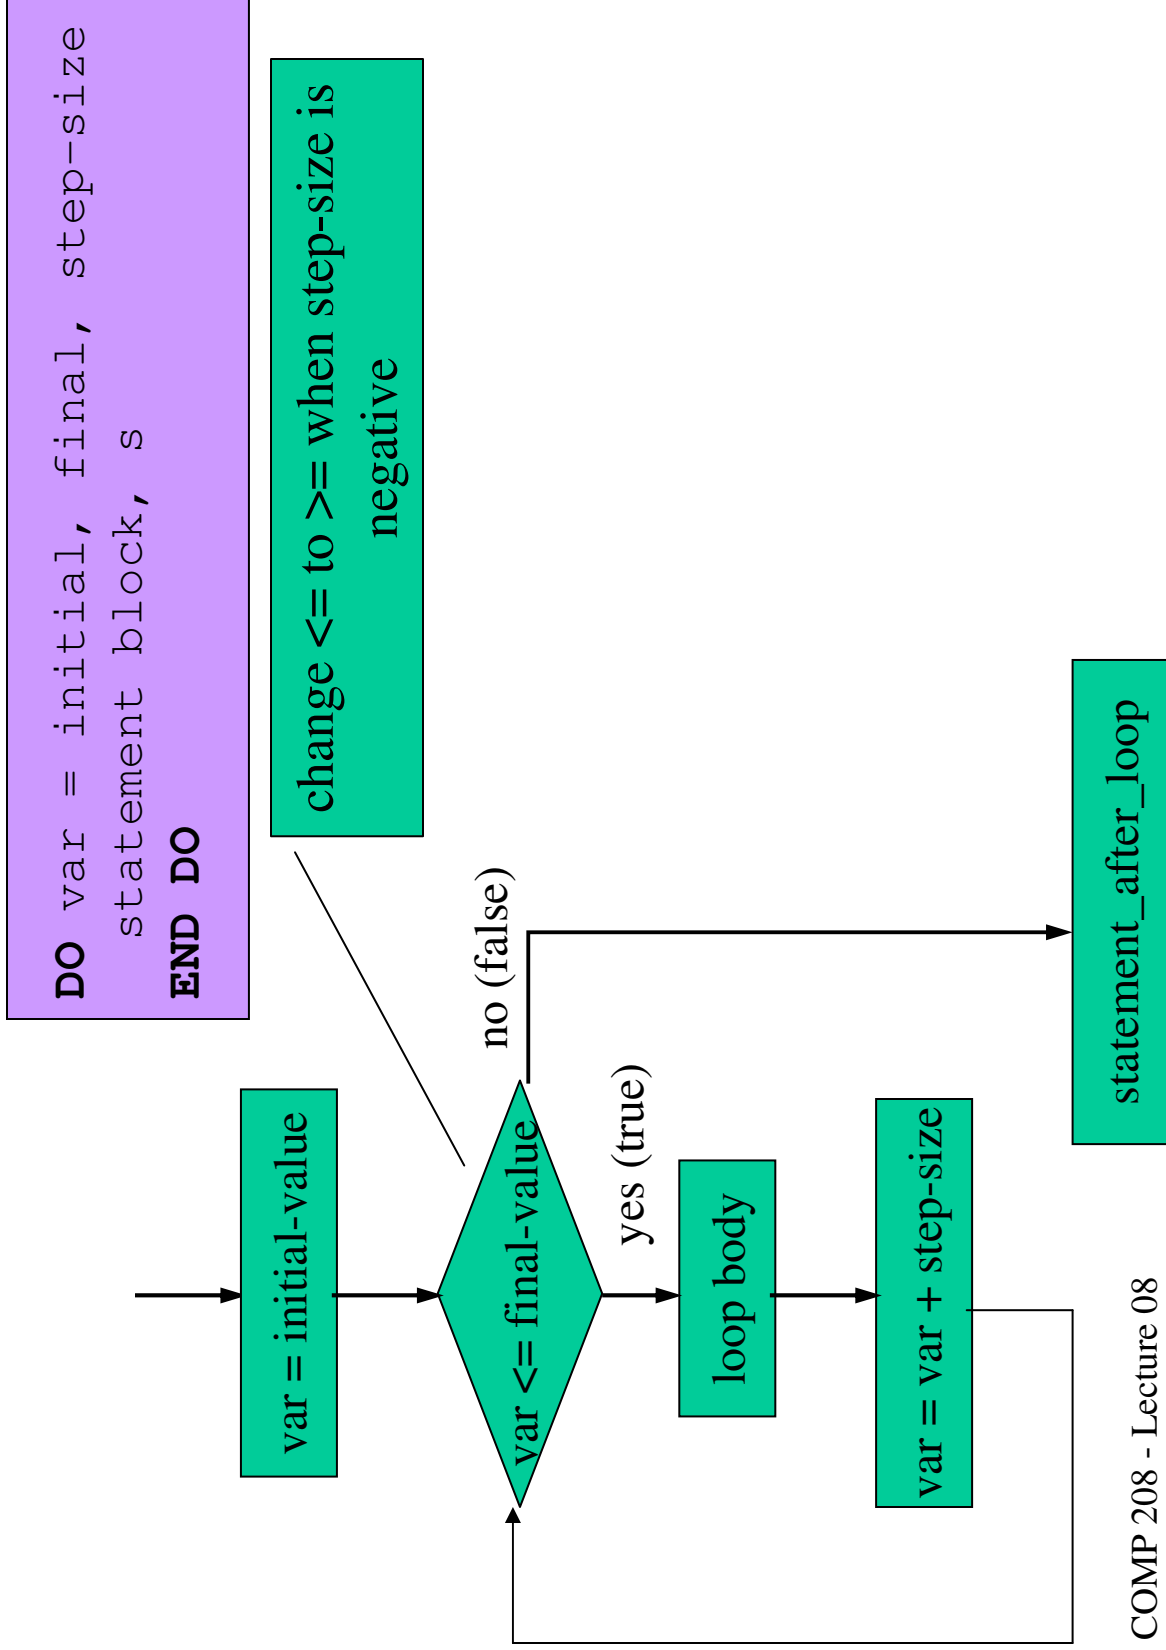 DO var = initial, final, step-size
statement block, s
END DO
change <= to >= when step-size is
negative
var = initial-value
var <= final-value
no (false)
yes (true)
loop body
var = var + step-size
statement_after_loop
COMP 208 - Lecture 08